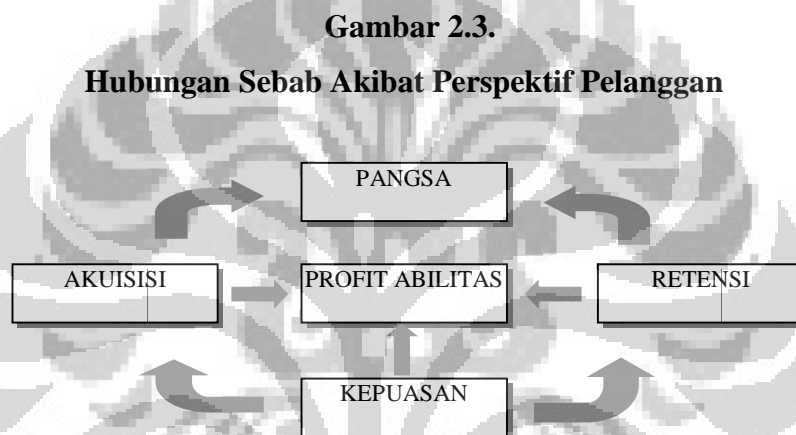 Gambar 2.3.
Hubungan Sebab Akibat Perspektif Pelanggan
PANGSA
AKUISISI
PROFIT ABILITAS
RETENSI
KEPUASAN